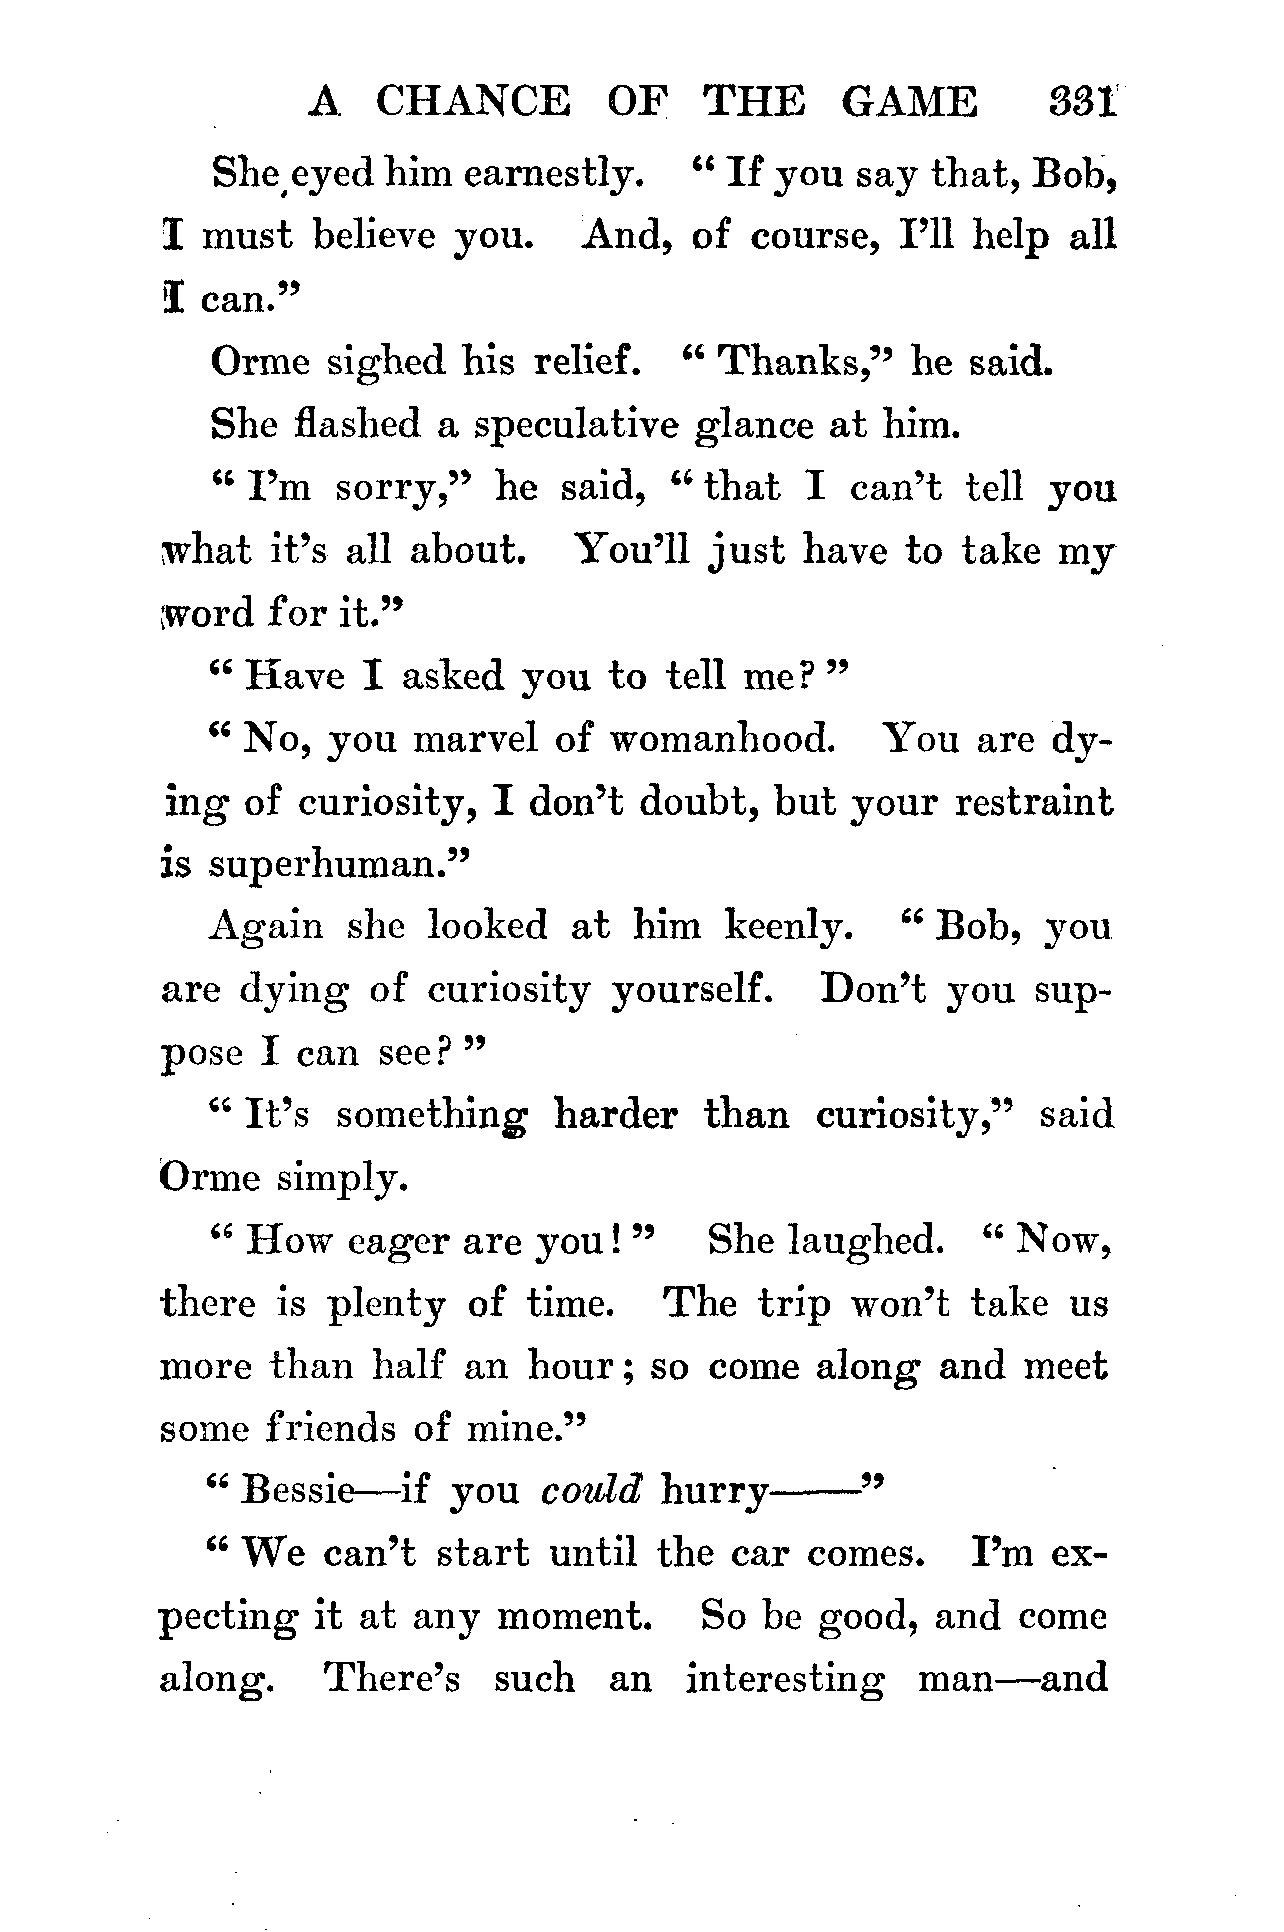 A CHANCE OF THE GAME 331
She eyed him earnestly. “ If you say that, Bob,
I must believe you. And, of course, I’ll help all
I can.”
Orme sighed his relief. “ Thanks,” he said.
She flashed a speculative glance at him.
“ I’m sorry,” he said, “ that I can’t tell you
what it’s all about. You’ll just have to take my
word for it.”
“ Have I asked you to tell me? ”
“ No, you marvel of womanhood. You are dy-
ing of curiosity, I don’t doubt, but your restraint
is superhuman.”
Again she looked at him keenly. “ Bob, you
are dying of curiosity yourself. Don’t you sup-
pose I can see? ”
“ It’s something harder than curiosity,” said
Orme simply.
“ How eager are you! ” She laughed. “ Now,
there is plenty of time. The trip won’t take us
more than half an hour; so come along and meet
some friends of mine.”
“ Bessie—if you could hurry——”
“ We can’t start until the car comes. I’m ex-
pecting it at any moment. So be good, and come
along. There’s such an interesting man—and